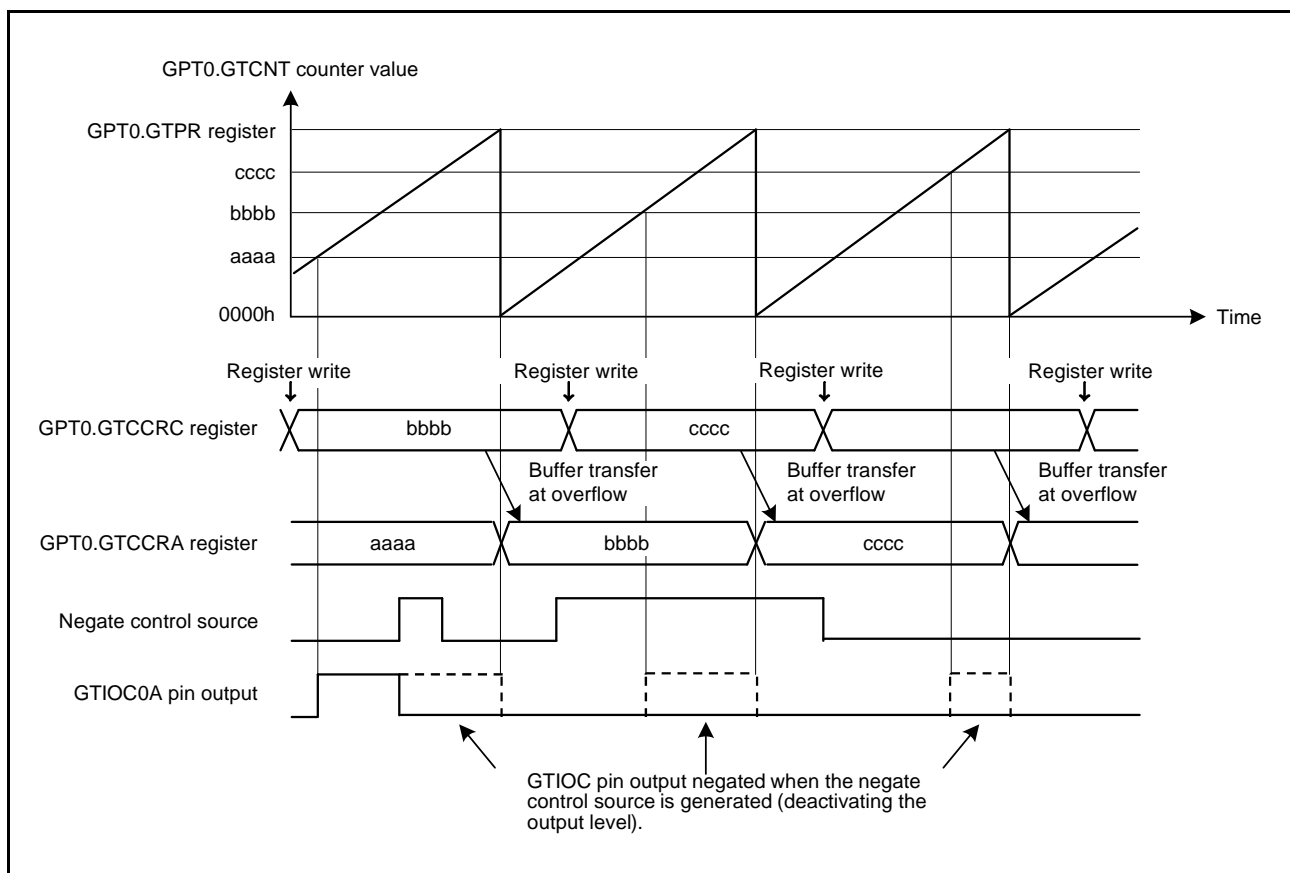 GPT0.GTCNT counter value
GPT0.GTPR register
cccc
bbbb
aaaa
0000h
Time
Register write
Register write
Register write
Register write
GPT0.GTCCRC register
bbbb
cccc
Buffer transfer
at overflow
Buffer transfer
at overflow
Buffer transfer
at overflow
GPT0.GTCCRA register
aaaa
bbbb
cccc
Negate control source
GTIOC0A pin output
GTIOC pin output negated when the negate
control source is generated (deactivating the
output level).